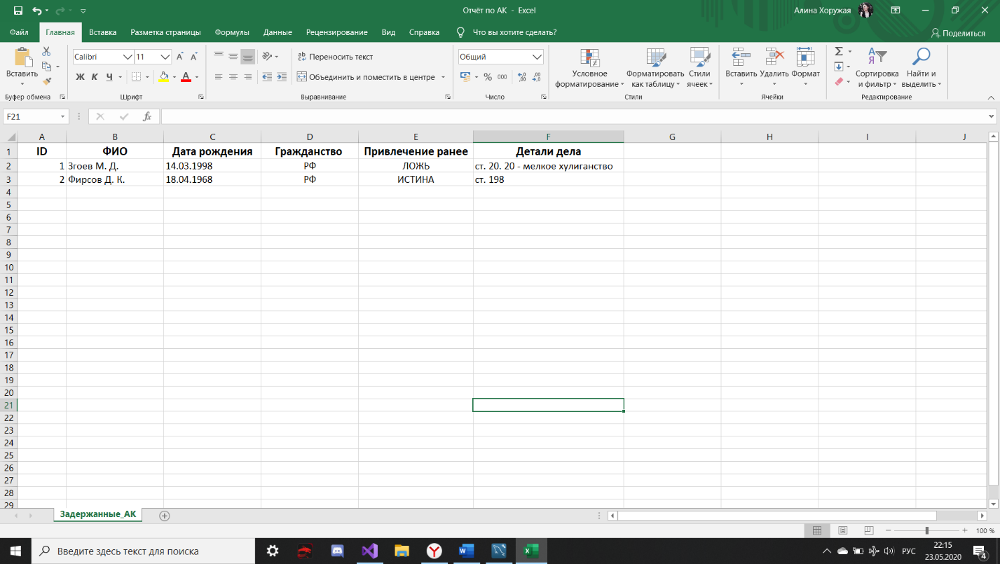 Отчёт по АК - Excel
Алина Хоружая
Файл Главная Вставка Разметка страницы Формулы Данные Рецензирование Вид Справка Что вы хотите сделать? Поделиться
Вставить
Calibri 11
Ж К Ч
Переносить текст
Объединить и поместить в центре
Общий
% 000
Условное форматирование
Форматировать как таблицу
Стили ячеек
Вставить Удалить Формат
Сортировка и фильтр
Найти и выделить
Буфер обмена Шрифт Выравнивание Число Стили Ячейки Редактирование
F21 fx
A B C D E F G H I J
1 ID ФИО Дата рождения Гражданство Привлечение ранее Детали дела
2 1 Згоев М. Д. 14.03.1998 РФ ЛОЖЬ ст. 20. 20 - мелкое хулиганство
3 2 Фирсов Д. К. 18.04.1968 РФ ИСТИНА ст. 198
4
5
6
7
8
9
10
11
12
13
14
15
16
17
18
19
20
21
22
23
24
25
26
27
28
29
Задержанные_АК
100 %
Введите здесь текст для поиска
РУС
22:15
23.05.2020
4